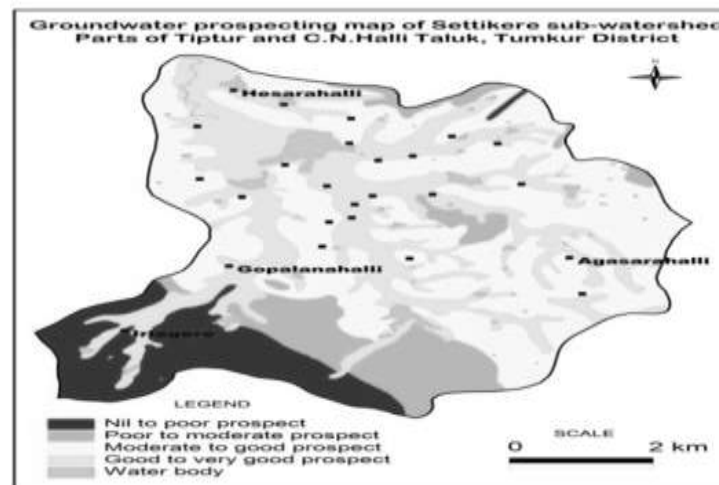 Groundwater prospecting map of Settikere sub-watershed
Parts of Tiptur and C.N.Halli Taluk, Tumkur District
N
Hesarahalli
Agasarahalli
Gopalanahalli
LEGEND
Nil to poor prospect
Poor to moderate prospect
Moderate to good prospect
Good to very good prospect
Water body
SCALE
0 2 km